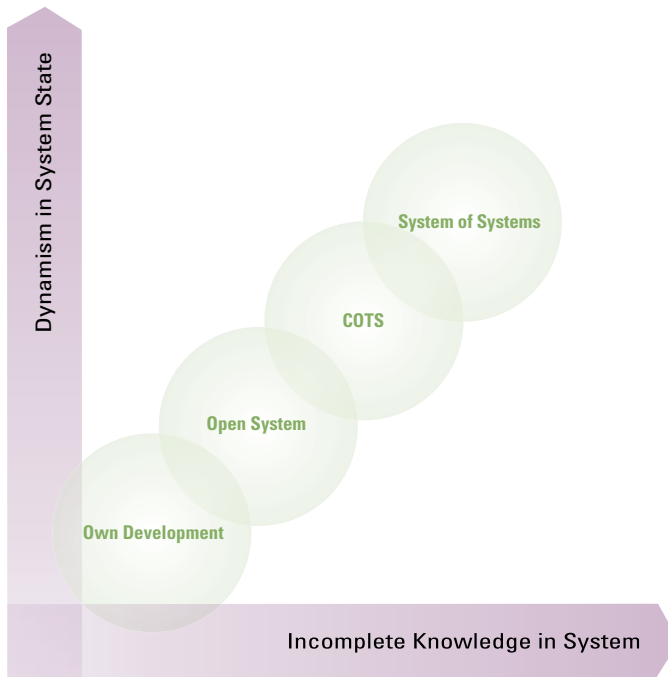 Dynamism in System State
System of Systems
COTS
Open System
Own Development
Incomplete Knowledge in System